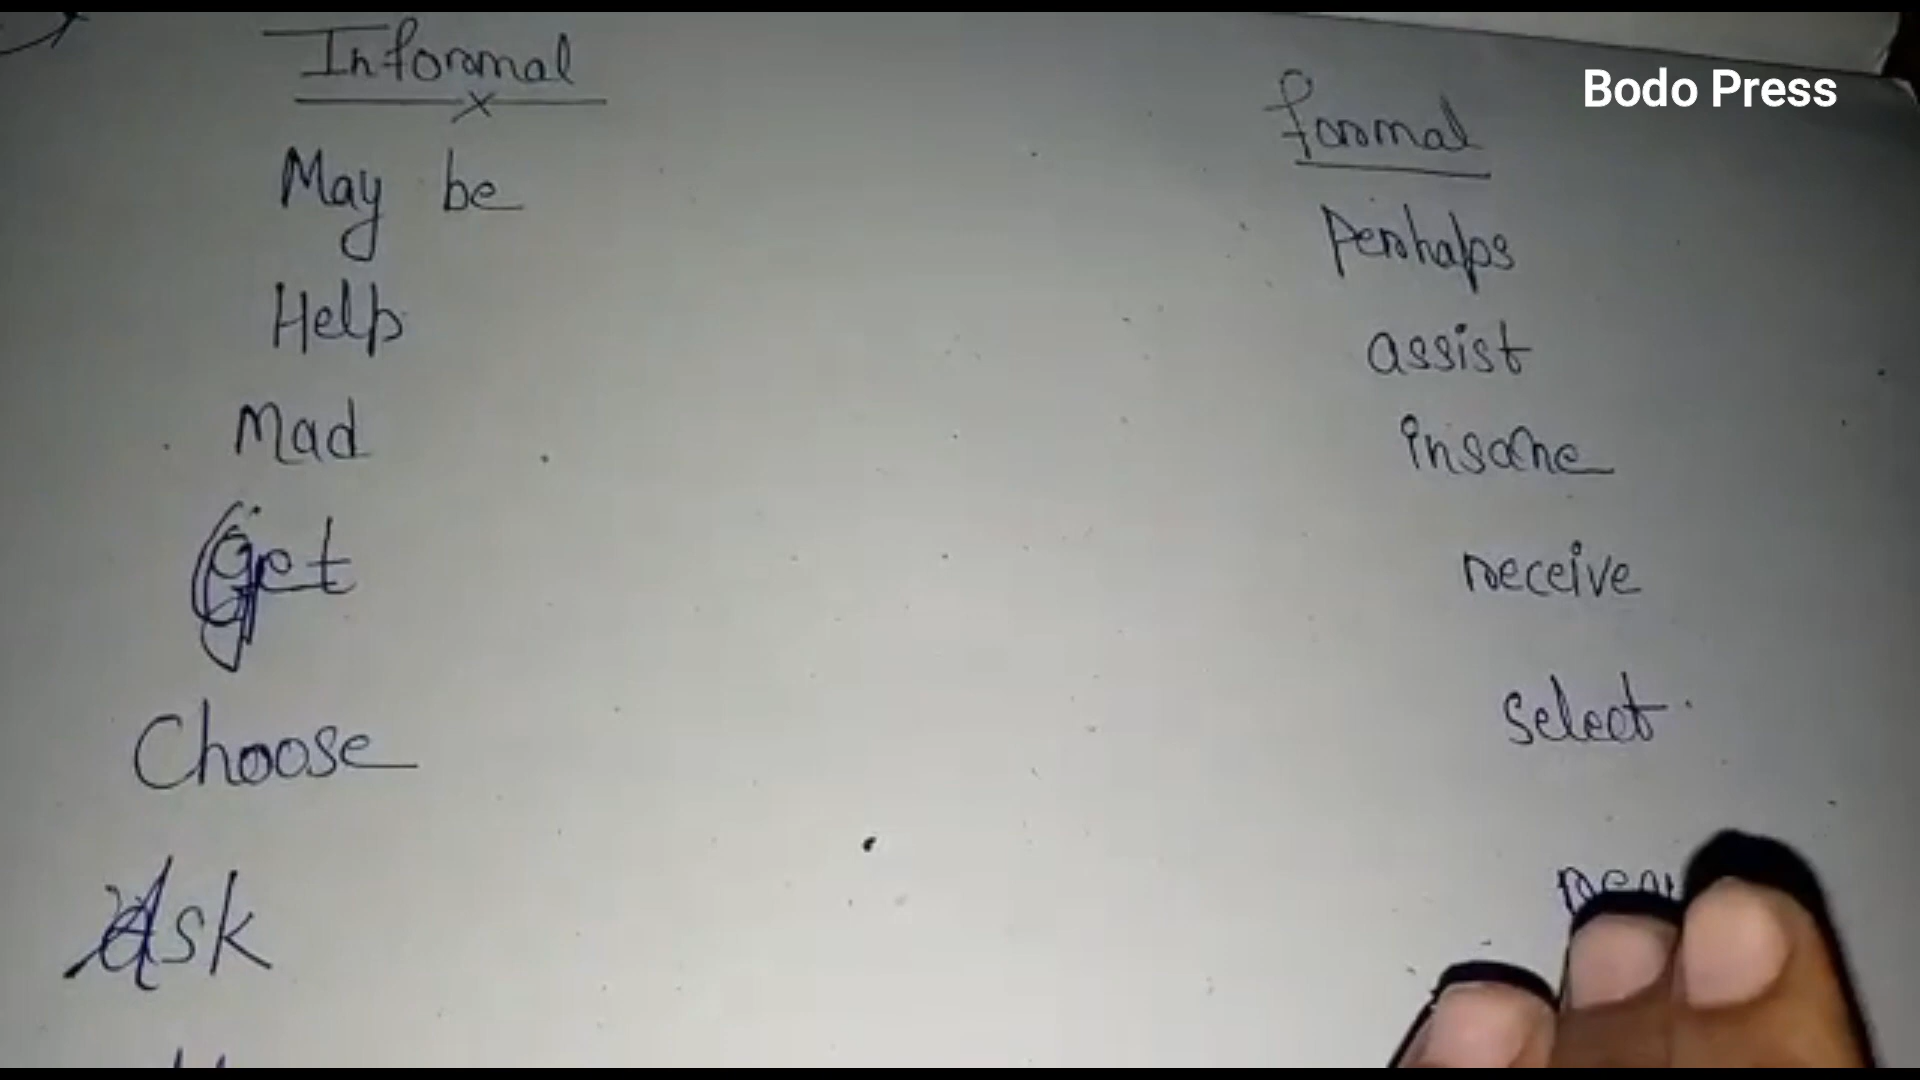 Informal
formal
Bodo Press
May be
perhaps
Help
assist
Mad
insane
get
receive
Choose
select
Ask